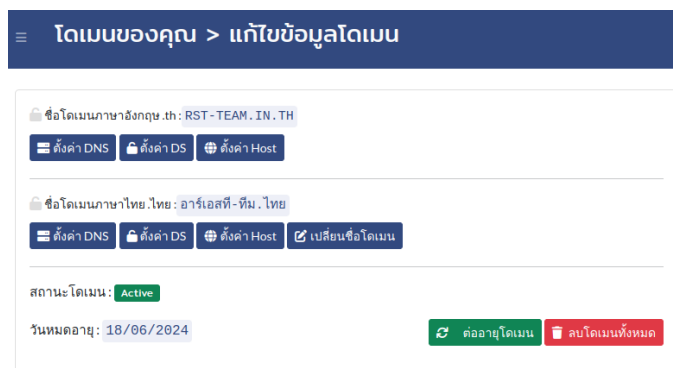 โดเมนของคุณ > แก้ไขข้อมูลโดเมน
ชื่อโดเมนภาษาอังกฤษ .th : RST-TEAM.IN.TH
ตั้งค่า DNS ตั้งค่า DS ตั้งค่า Host
ชื่อโดเมนภาษาไทย .ไทย : อาร์เอสที-ทีม.ไทย
ตั้งค่า DNS ตั้งค่า DS ตั้งค่า Host เปลี่ยนชื่อโดเมน
สถานะโดเมน : Active
วันหมดอายุ : 18/06/2024 ต่ออายุโดเมน ลบโดเมนทั้งหมด